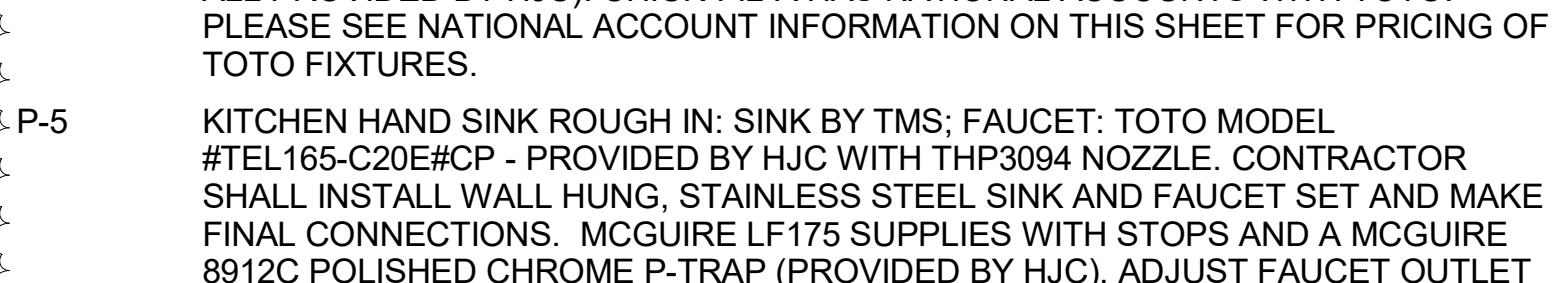 PLEASE SEE NATIONAL ACCOUNT INFORMATION ON THIS SHEET FOR PRICING OF
TOTO FIXTURES.
P-5 KITCHEN HAND SINK ROUGH IN: SINK BY TMS; FAUCET: TOTO MODEL
#TEL165-C20E#CP - PROVIDED BY HJC WITH THP3094 NOZZLE. CONTRACTOR
SHALL INSTALL WALL HUNG, STAINLESS STEEL SINK AND FAUCET SET AND MAKE
FINAL CONNECTIONS. MCGUIRE LF175 SUPPLIES WITH STOPS AND A MCGUIRE
8912C POLISHED CHROME P-TRAP (PROVIDED BY HJC). ADJUST FAUCET OUTLET